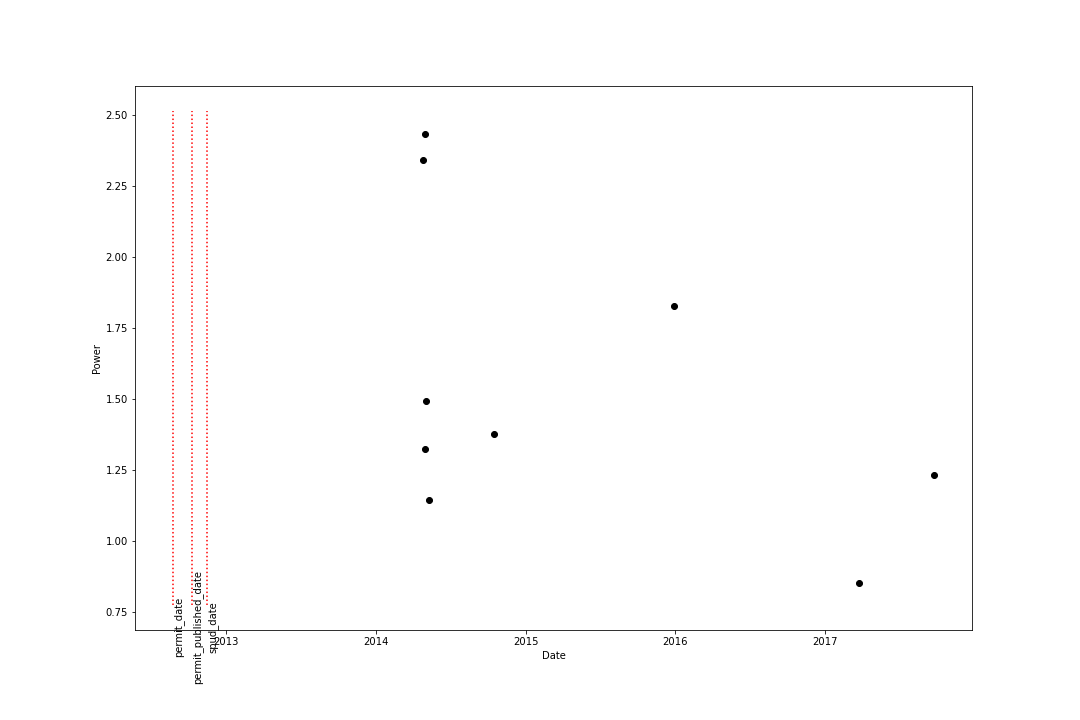 2.50
2.25
2.00
1.75
1.50
1.25
1.00
0.75
Power
permit_date
permit_published_date
spud_date
2013 2014 2015 2016 2017
Date